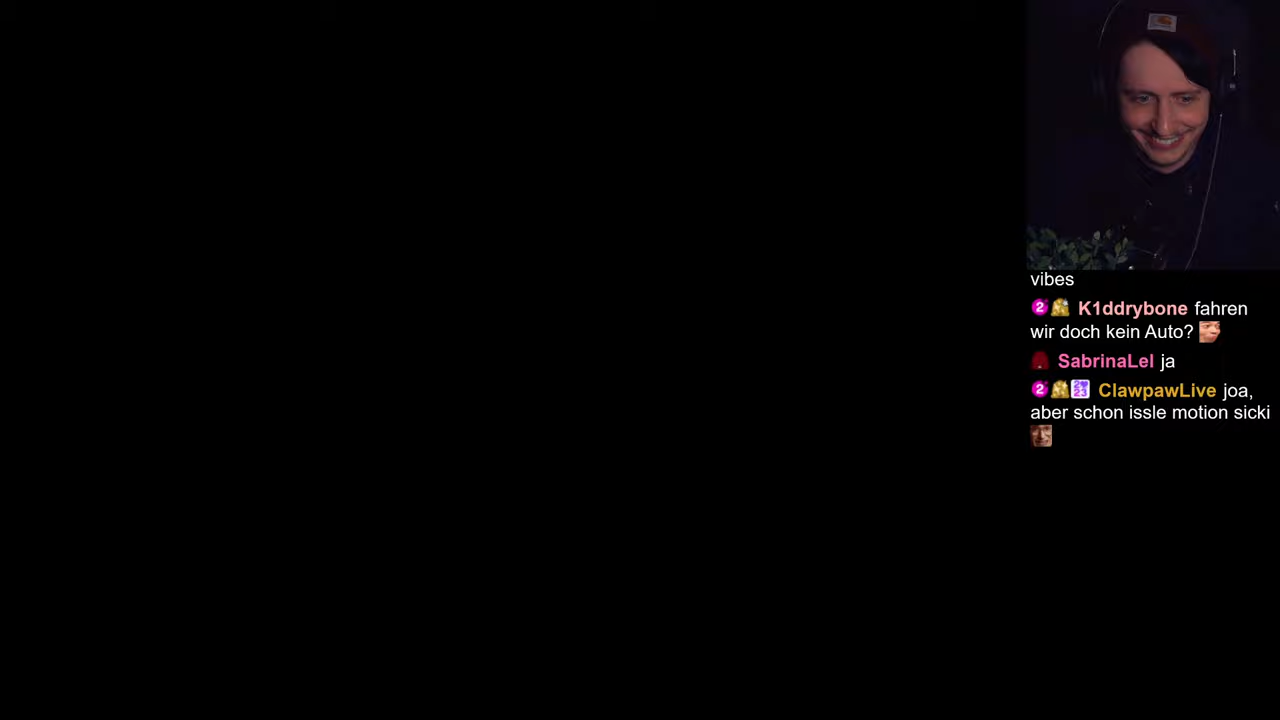 vibes
K1ddrybone fahren
wir doch kein Auto?
SabrinaLel ja
ClawpawLive joa,
aber schon issle motion sicki